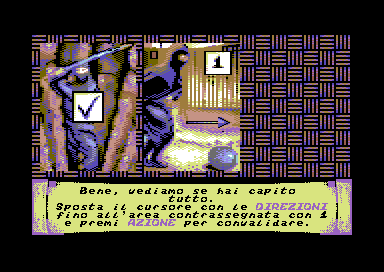 1
Bene, vediamo se hai capito
tutto.
Sposta il cursore con le DIREZIONI
fino all'area contrassegnata con 1
e premi AZIONE per convalidare.